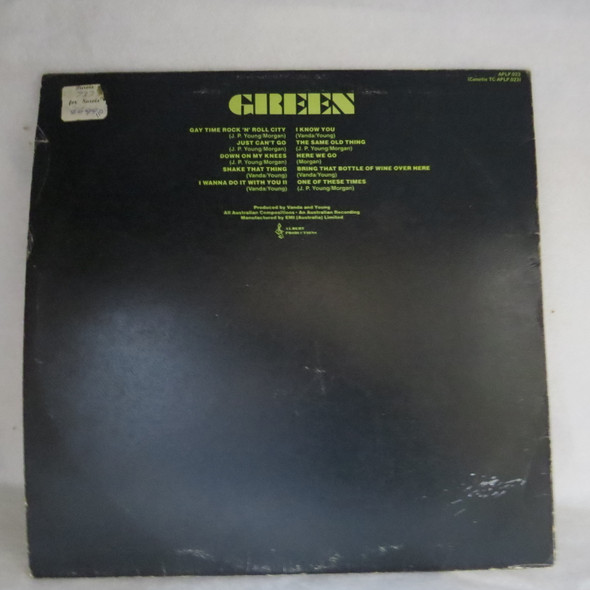 APLP 023
(Cassette TC APLP 023)
GREEN
GAY TIME ROCK 'N' ROLL CITY
(J. P. Young/Morgan)
JUST CAN'T GO
(J. P. Young/Morgan)
DOWN ON MY KNEES
(J. P. Young/Morgan)
SHAKE THAT THING
(Vanda/Young)
I WANNA DO IT WITH YOU II
(Vanda/Young)
I KNOW YOU
(Vanda/Young)
THE SAME OLD THING
(J. P. Young/Morgan)
HERE WE GO
(Morgan)
BRING THAT BOTTLE OF WINE OVER HERE
(Vanda/Young)
ONE OF THESE TIMES
(J. P. Young/Morgan)
Produced by Vanda and Young
All Australian Compositions • An Australian Recording
Manufactured by EMI (Australia) Limited
ALBERT